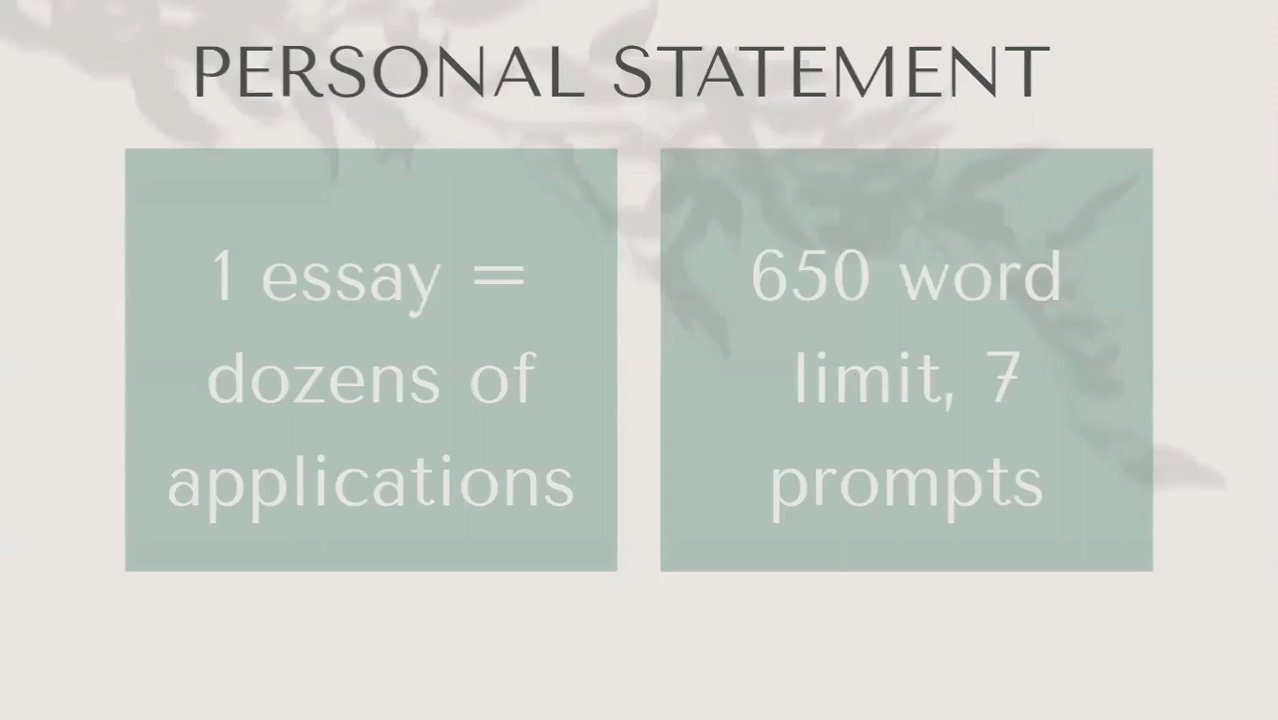 PERSONAL STATEMENT
1 essay =
dozens of
applications
650 word
limit, 7
prompts